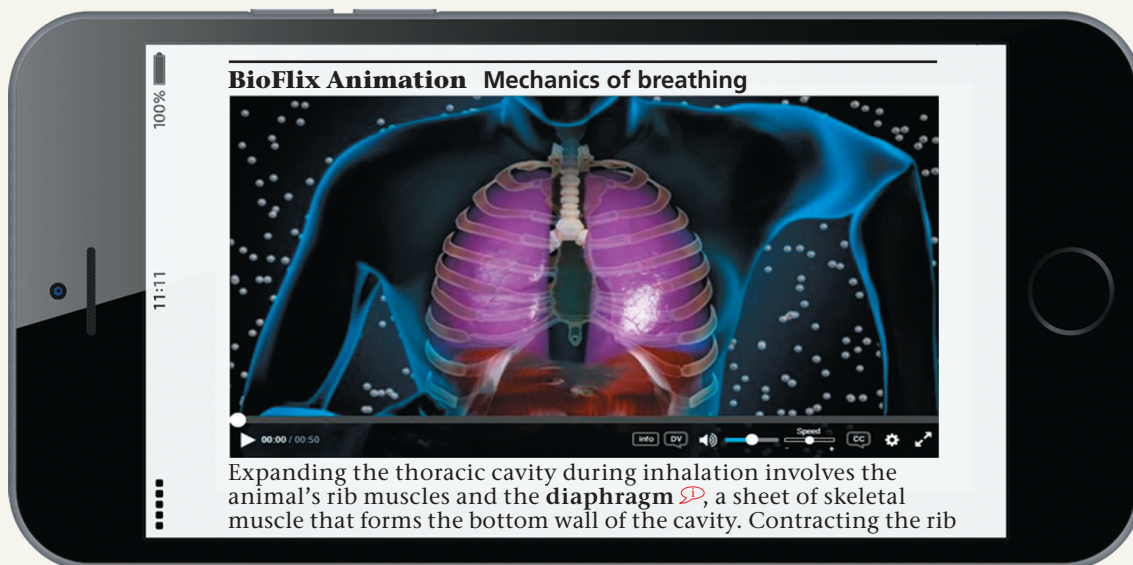 100%
11:11
BioFlix Animation Mechanics of breathing
00:00 / 00:50
info
DV
Speed
- +
CC
Expanding the thoracic cavity during inhalation involves the
animal's rib muscles and the diaphragm , a sheet of skeletal
muscle that forms the bottom wall of the cavity. Contracting the rib